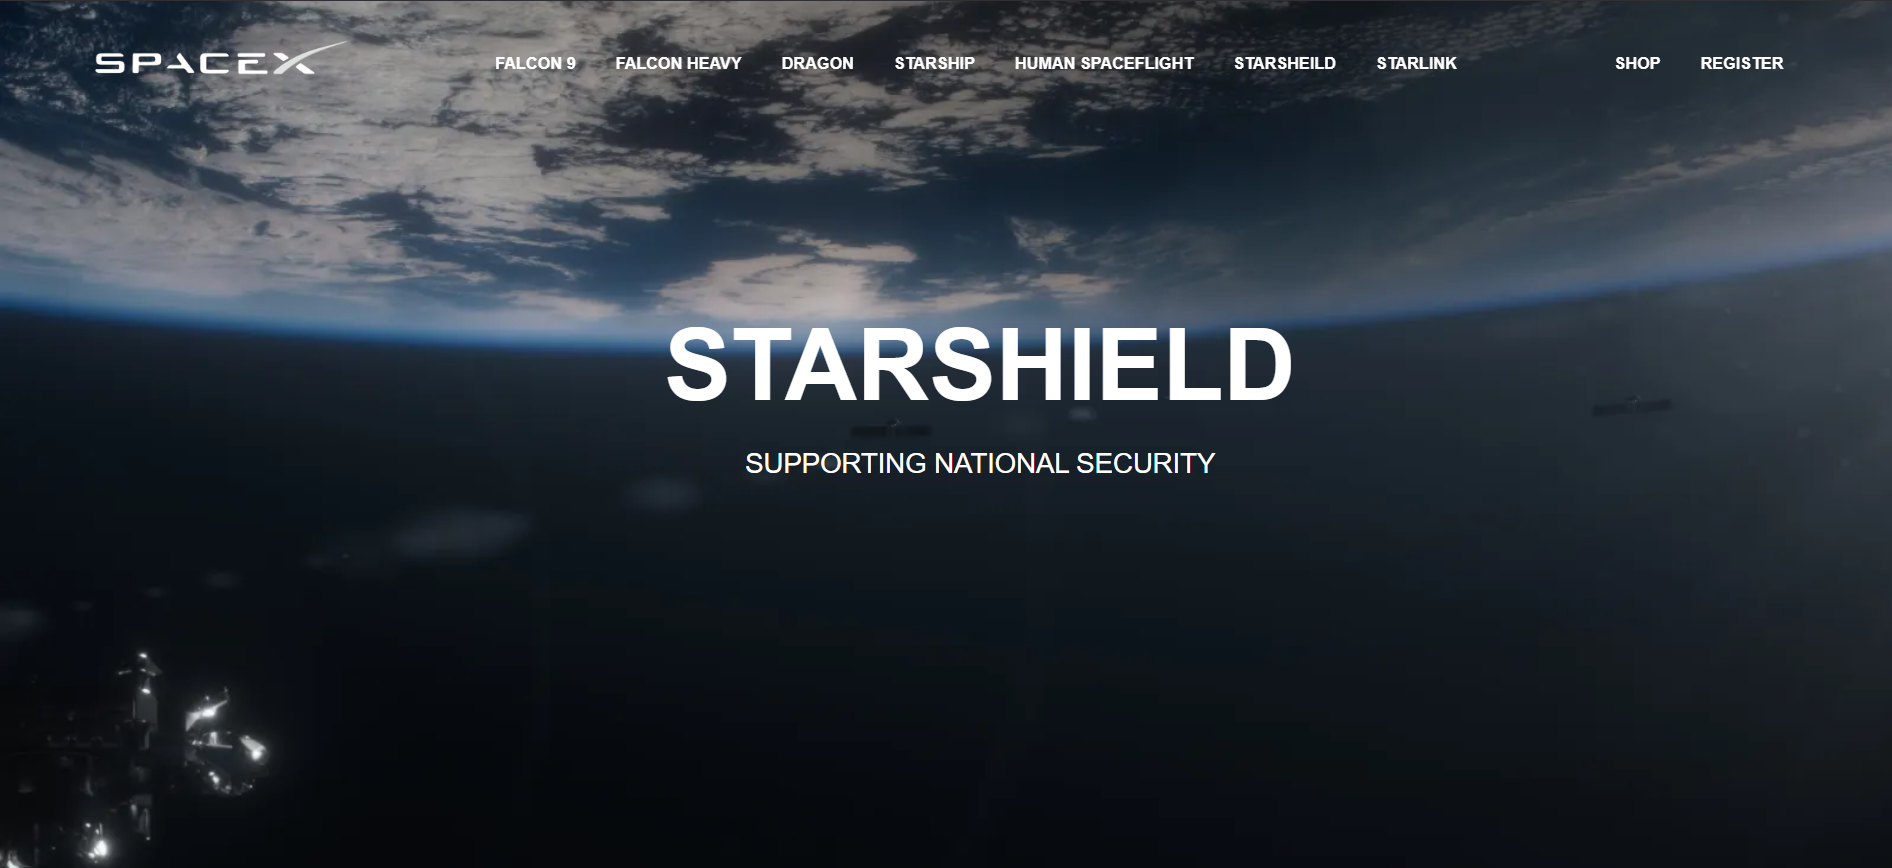 SPACEX FALCON 9 FALCON HEAVY DRAGON STARSHIP HUMAN SPACEFLIGHT STARSHEILD STARLINK SHOP REGISTER
STARSHIELD
SUPPORTING NATIONAL SECURITY